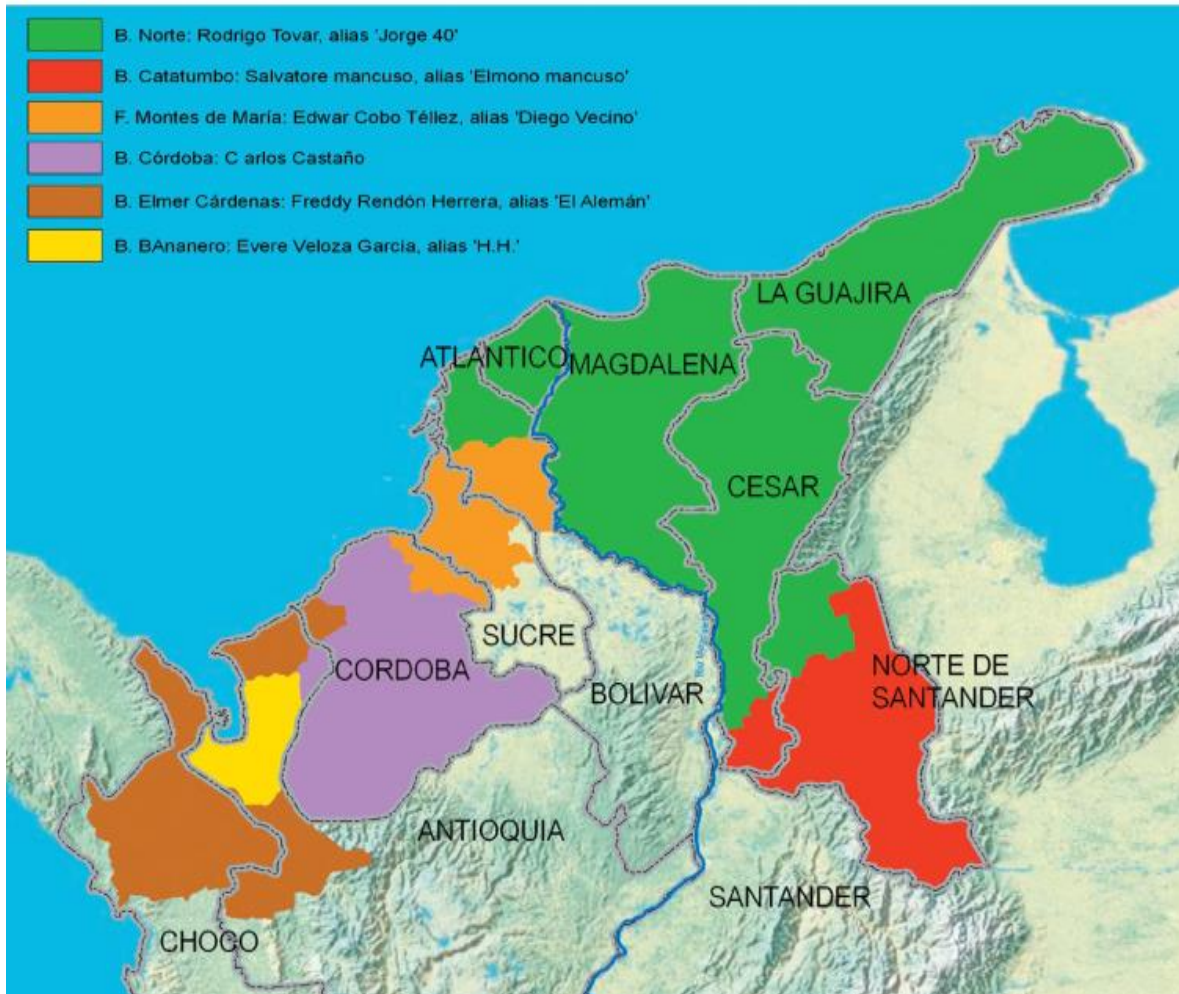 B. Norte: Rodrigo Tovar, alias 'Jorge 40'
B. Catatumbo: Salvatore mancuso, alias 'Elmono mancuso'
F. Montes de María: Edwar Cobo Téllez, alias 'Diego Vecino'
B. Córdoba: C arlos Castaño
B. Elmer Cárdenas: Freddy Rendón Herrera, alias 'El Alemán'
B. BAnanero: Evere Veloza Garcia, alias 'H.H.'
LA GUAJIRA
ATLANTICO
MAGDALENA
CESAR
SUCRE
CORDOBA
BOLIVAR
NORTE DE
SANTANDER
ANTIOQUIA
SANTANDER
CHOCO